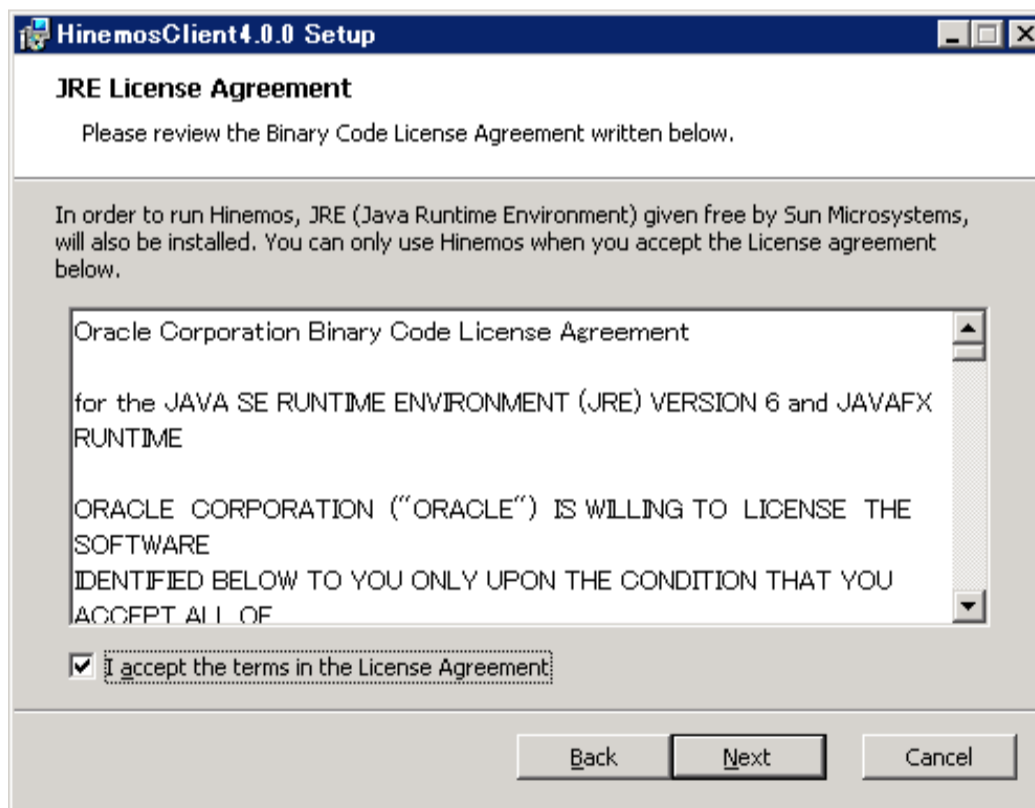 HinemosClient4.0.0 Setup
JRE License Agreement
Please review the Binary Code License Agreement written below.
In order to run Hinemos, JRE (Java Runtime Environment) given free by Sun Microsystems,
will also be installed. You can only use Hinemos when you accept the License agreement
below.
Oracle Corporation Binary Code License Agreement
for the JAVA SE RUNTIME ENVIRONMENT (JRE) VERSION 6 and JAVAFX
RUNTIME
ORACLE CORPORATION ("ORACLE") IS WILLING TO LICENSE THE
SOFTWARE
IDENTIFIED BELOW TO YOU ONLY UPON THE CONDITION THAT YOU
ACCEPT ALL OF
I accept the terms in the License Agreement
Back Next Cancel